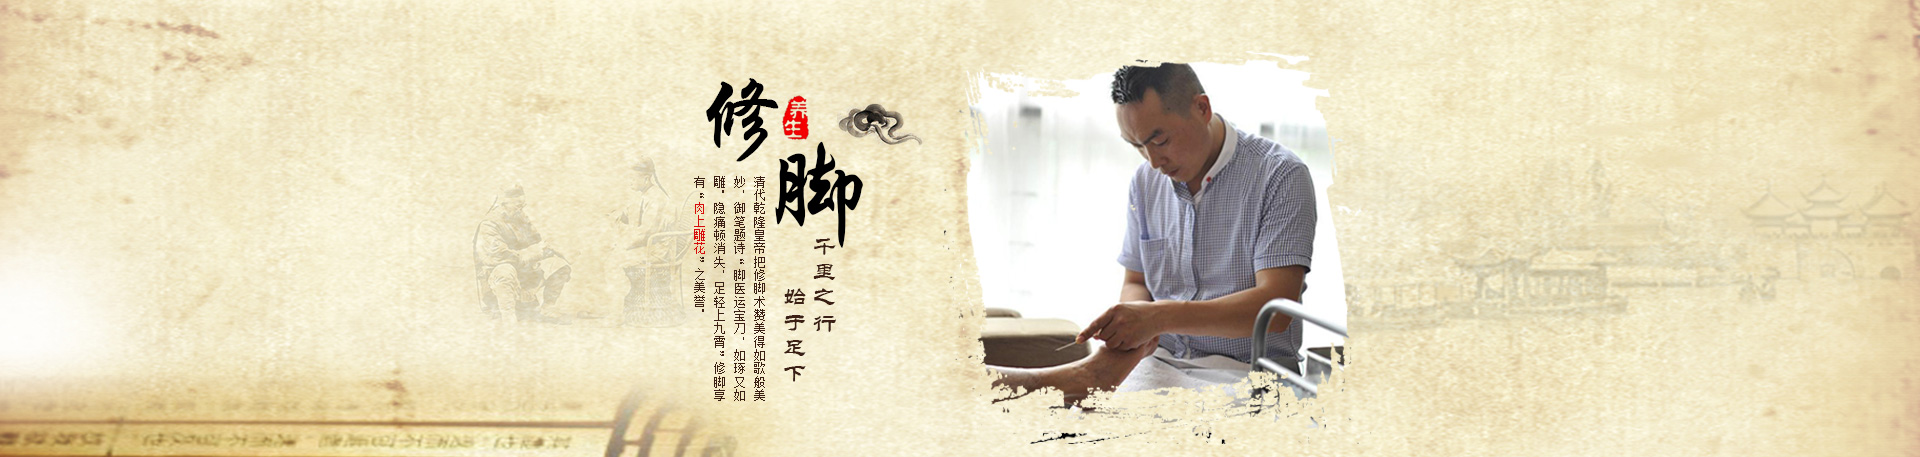 修脚
养生
千里之行
始于足下
清代乾隆皇帝把修脚术赞美得如歌般美
妙，御笔题诗“脚医运宝刀，如琢又如
雕，隐痛顿消失，足轻上九霄”修脚享
有“肉上雕花”之美誉。